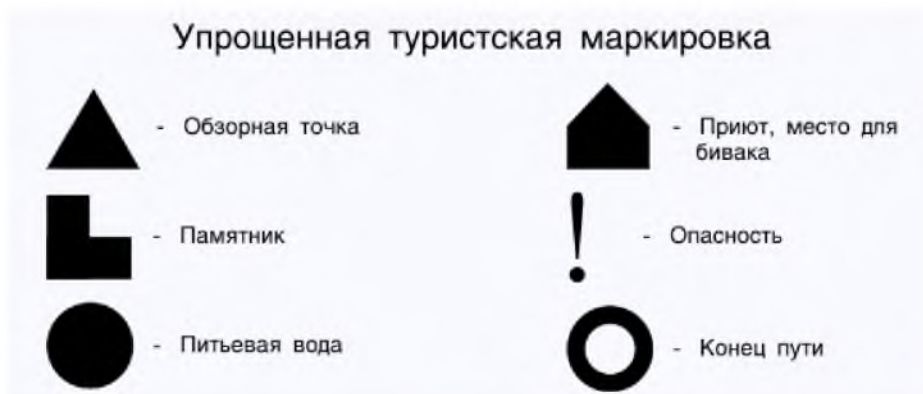 Упрощенная туристская маркировка
- Обзорная точка
- Приют, место для
бивака
- Памятник
!
- Опасность
- Питьевая вода
- Конец пути